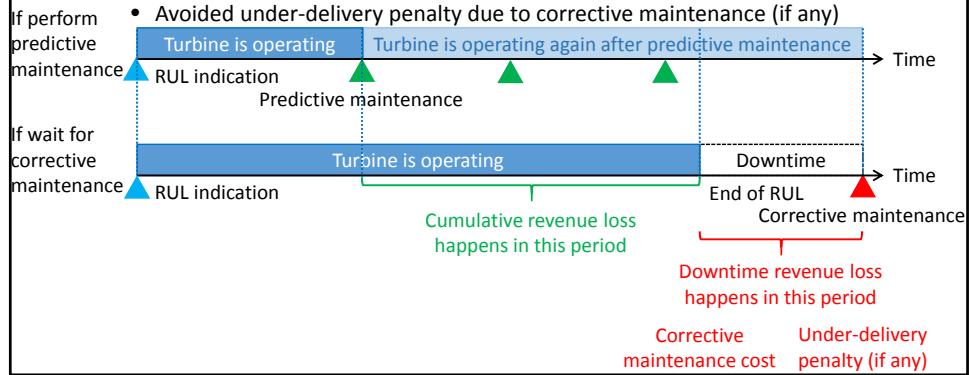 • Avoided under-delivery penalty due to corrective maintenance (if any)
If perform
predictive
maintenance
Turbine is operating
Turbine is operating again after predictive maintenance
Time
RUL indication
Predictive maintenance
If wait for
corrective
maintenance
Turbine is operating
Downtime
Time
RUL indication
End of RUL
Corrective maintenance
Cumulative revenue loss
happens in this period
Downtime revenue loss
happens in this period
Corrective
maintenance cost
Under-delivery
penalty (if any)